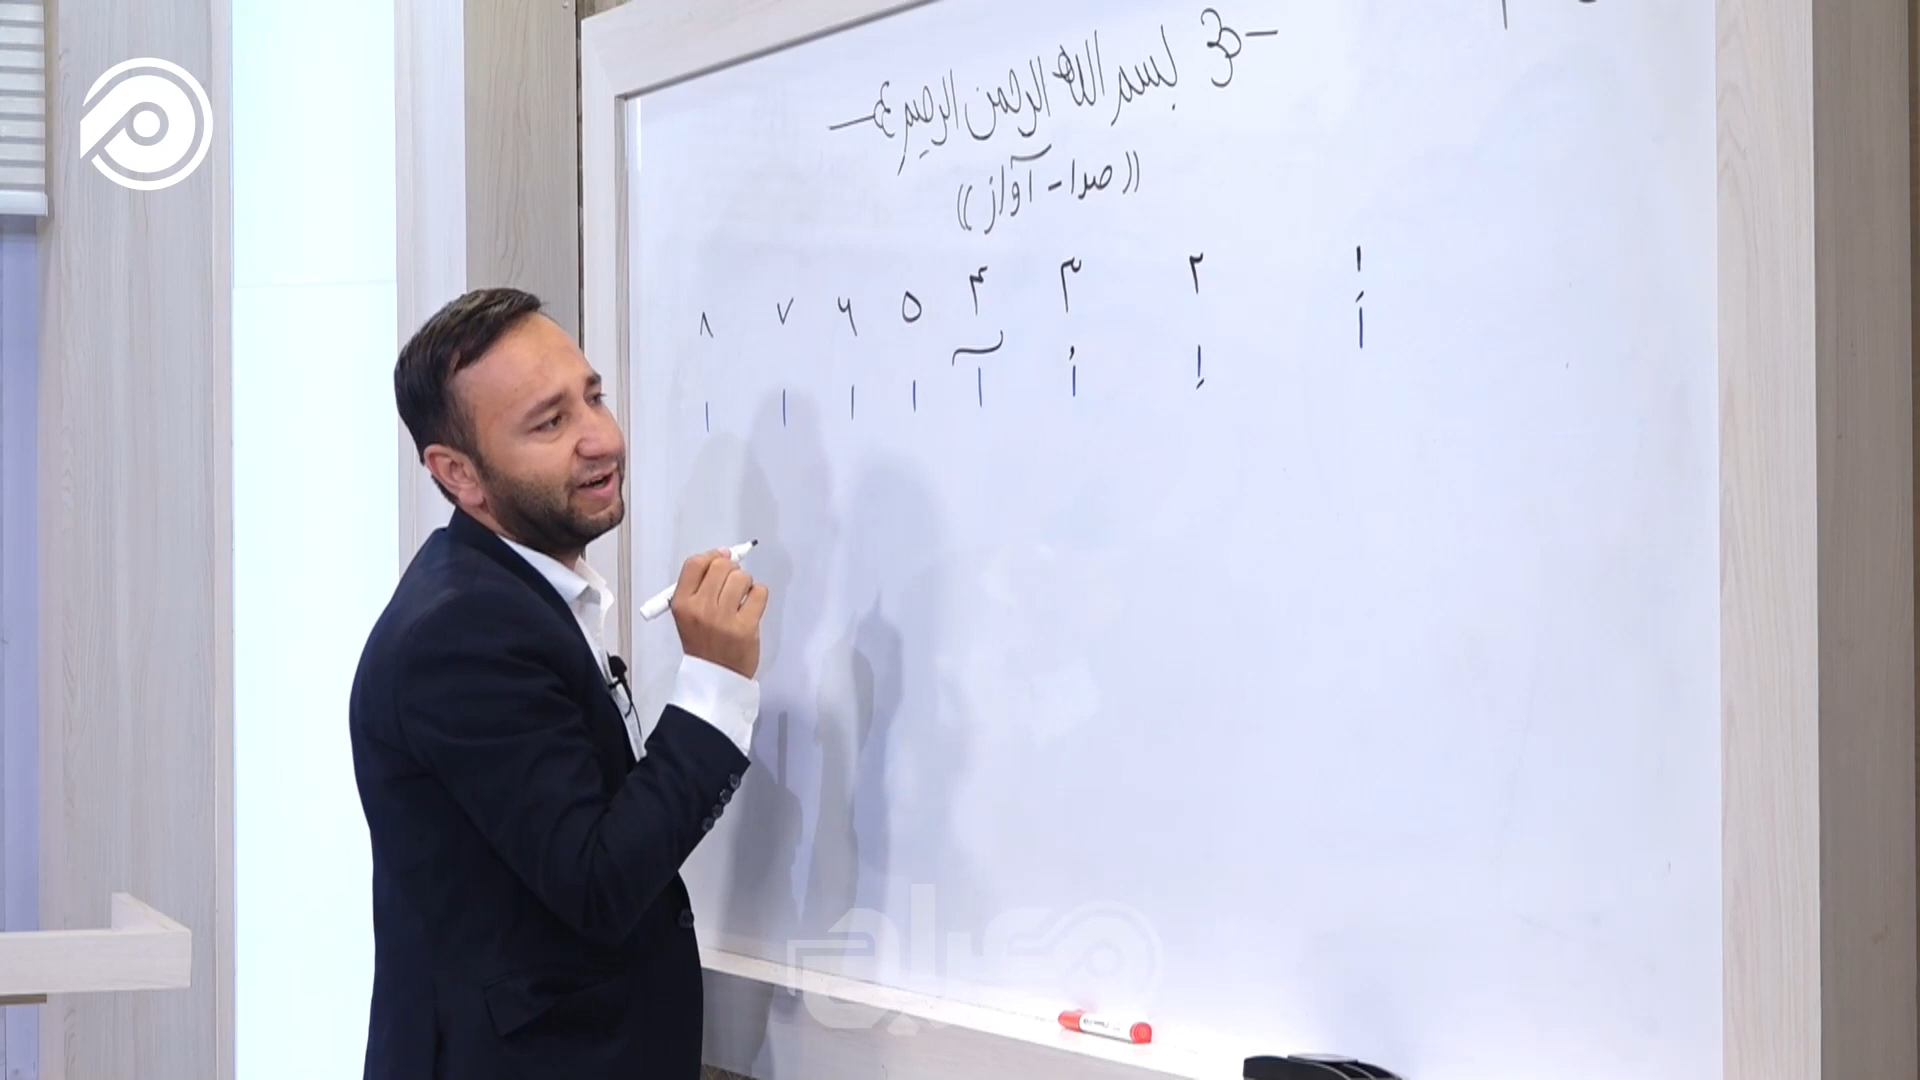 بسم الله الرحمن الرحیم
((صدا - آواز))
۱ ۲ ۳ ۴ ۵ ۶ ۷ ۸
اَ اِ اُ آ ا ا ا ا